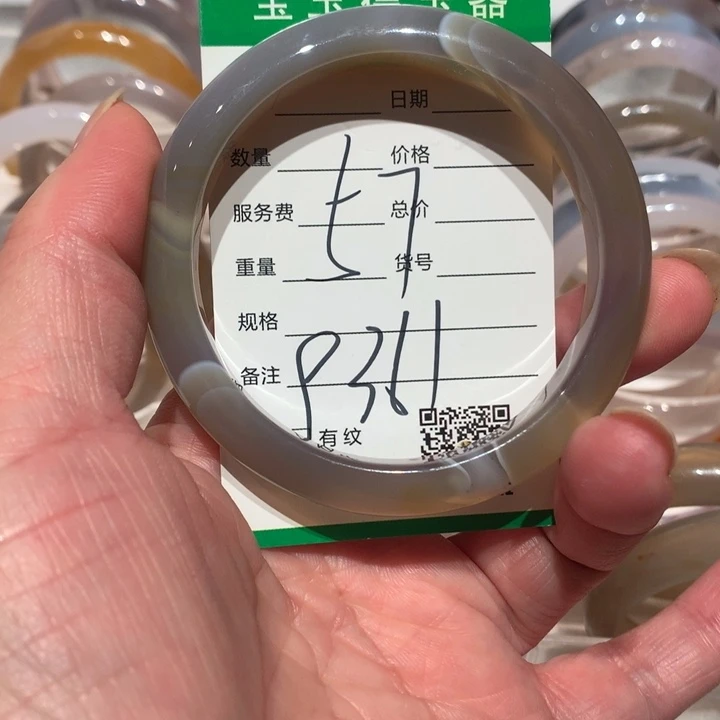 日期
数量 价格
服务费 总价
重量 57 货号
规格
备注 P3611
有纹